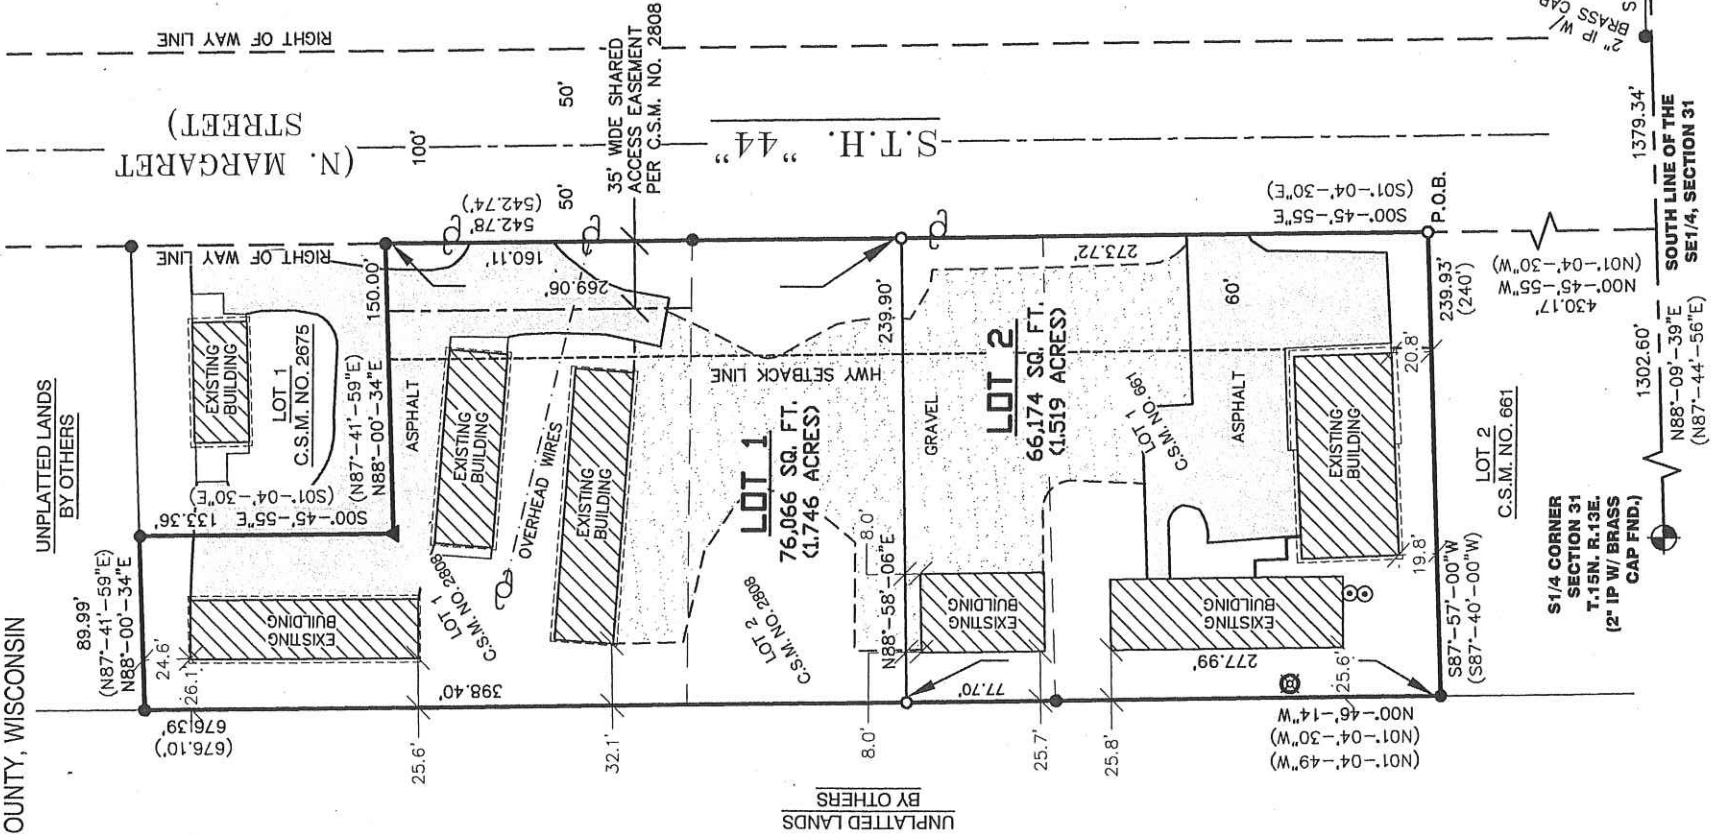 OUNTY, WISCONSIN
RIGHT OF WAY LINE
(N. MARGARET
STREET)
100'
50'
50'
35' WIDE SHARED
ACCESS EASEMENT
PER C.S.M. NO. 2808
S.T.H. "44"
2" IP W/
BRASS CAP
S
UNPLATTED LANDS
BY OTHERS
RIGHT OF WAY LINE
EXISTING
BUILDING
LOT 1
C.S.M. NO. 2675
150.00'
(N87°-41'-59"E)
N88°-00'-34"E
(S01°-04'-30"E)
S00°-45'-55"E 133.36'
89.99'
(N87°-41'-59"E)
N88°-00'-34"E
24.6'
26.1'
(676.10')
676.39'
EXISTING
BUILDING
ASPHALT
EXISTING
BUILDING
LOT 1
C.S.M. NO. 2808
OVERHEAD WIRES
EXISTING
BUILDING
542.78'
(542.74')
160.11'
269.06'
HWY SETBACK LINE
LOT 1
76,066 SQ. FT.
(1.746 ACRES)
LOT 2
C.S.M. NO. 2808
398.40'
25.6'
32.1'
8.0'
8.0'
N88°-58'-06"E
239.90'
GRAVEL
LOT 2
66,174 SQ. FT.
(1.519 ACRES)
LOT 1
C.S.M. NO. 661
273.72'
60'
ASPHALT
EXISTING
BUILDING
EXISTING
BUILDING
EXISTING
BUILDING
77.70'
277.99'
25.7'
25.8'
25.6'
20.8'
19.8'
S00°-45'-55"E
(S01°-04'-30"E)
P.O.B.
239.93'
(240')
S87°-57'-00"W
(S87°-40'-00"W)
N00°-46'-14"W
(N01°-04'-30"W)
(N01°-04'-49"W)
UNPLATTED LANDS
BY OTHERS
LOT 2
C.S.M. NO. 661
430.17'
N00°-45'-55"W
(N01°-04'-30"W)
S1/4 CORNER
SECTION 31
T.15N. R.13E.
(2" IP W/ BRASS
CAP FND.)
1302.60'
N88°-09'-39"E
(N87°-44'-56"E)
1379.34'
SOUTH LINE OF THE
SE1/4, SECTION 31